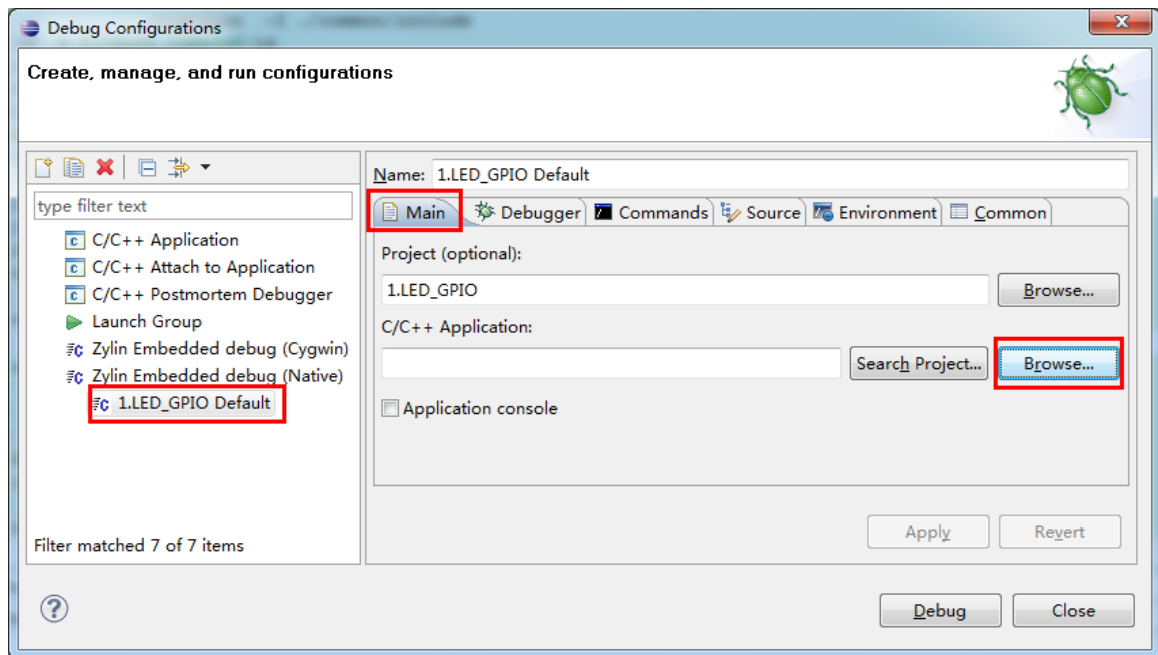 Debug Configurations
X
Create, manage, and run configurations
type filter text
C/C++ Application
C/C++ Attach to Application
C/C++ Postmortem Debugger
Launch Group
Zylin Embedded debug (Cygwin)
Zylin Embedded debug (Native)
1.LED_GPIO Default
Filter matched 7 of 7 items
Name: 1.LED_GPIO Default
Main Debugger Commands Source Environment Common
Project (optional):
1.LED_GPIO Browse...
C/C++ Application:
Search Project... Browse...
Application console
Apply Revert
? Debug Close